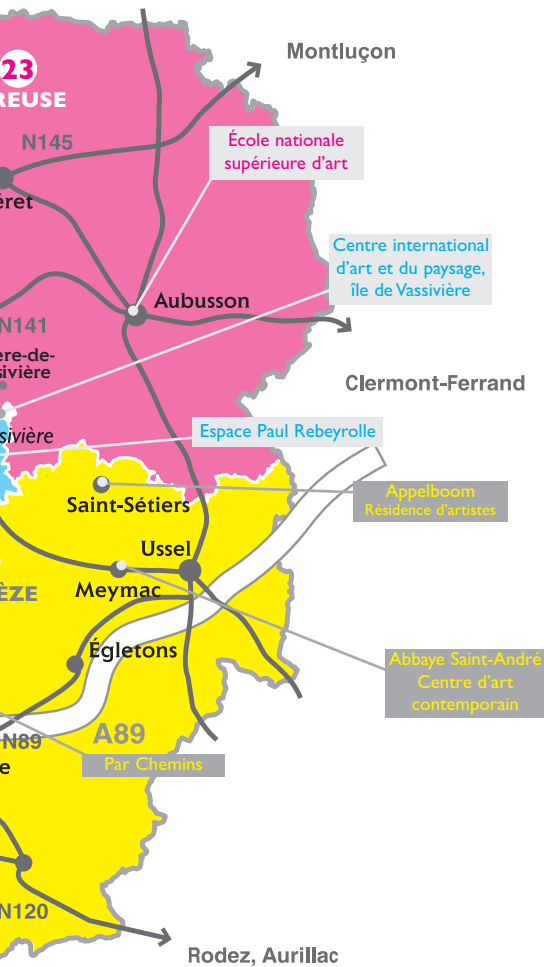 Montluçon
23
REUSE
N145
École nationale
supérieure d'art
éret
Centre international
d'art et du paysage,
île de Vassivière
Aubusson
N141
ere-de-
sivière
Clermont-Ferrand
sivière
Espace Paul Rebeyrolle
Appelboom
Résidence d'artistes
Saint-Sétiers
Ussel
Meymac
ÈZE
Égletons
Abbaye Saint-André
Centre d'art
contemporain
A89
N89
Par Chemins
e
N120
Rodez, Aurillac